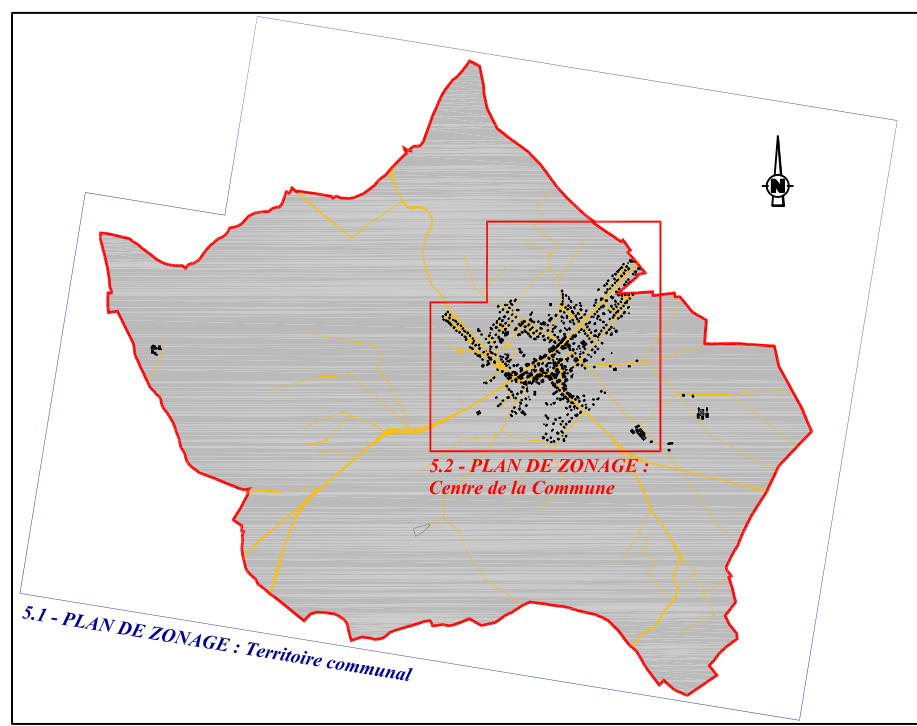 N
5.2 - PLAN DE ZONAGE :
Centre de la Commune
5.1 - PLAN DE ZONAGE : Territoire communal